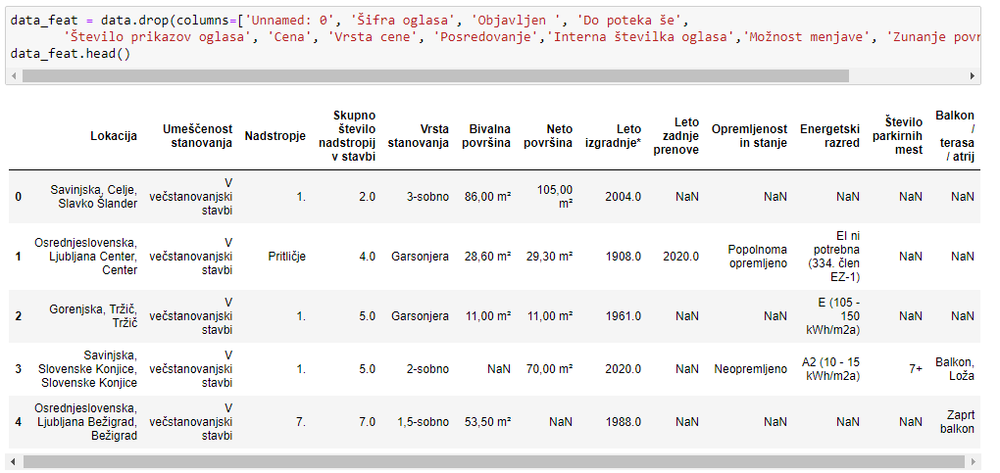 data_feat = data.drop(columns=['Unnamed: 0', 'Šifra oglasa', 'Objavljen ', 'Do poteka še',
'Število prikazov oglasa', 'Cena', 'Vrsta cene', 'Posredovanje','Interna številka oglasa','Možnost menjave', 'Zunanje povr
data_feat.head()
Lokacija Umeščenost stanovanja Nadstropje Skupno število nadstropij v stavbi Vrsta stanovanja Bivalna površina Neto površina Leto izgradnje* Leto zadnje prenove Opremljenost in stanje Energetski razred Število parkirnih mest Balkon / terasa / atrij
0 Savinjska, Celje, Slavko Šlander V večstanovanjski stavbi 1. 2.0 3-sobno 86,00 m² 105,00 m² 2004.0 NaN NaN NaN NaN NaN
1 Osrednjeslovenska, Ljubljana Center, Center V večstanovanjski stavbi Pritličje 4.0 Garsonjera 28,60 m² 29,30 m² 1908.0 2020.0 Popolnoma opremljeno EI ni potrebna (334. člen EZ-1) NaN NaN
2 Gorenjska, Tržič, Tržič V večstanovanjski stavbi 1. 5.0 Garsonjera 11,00 m² 11,00 m² 1961.0 NaN NaN E (105 - 150 kWh/m2a) NaN NaN
3 Savinjska, Slovenske Konjice, Slovenske Konjice V večstanovanjski stavbi 1. 5.0 2-sobno NaN 70,00 m² 2020.0 NaN Neopremljeno A2 (10 - 15 kWh/m2a) 7+ Balkon, Loža
4 Osrednjeslovenska, Ljubljana Bežigrad, Bežigrad V večstanovanjski stavbi 7. 7.0 1,5-sobno 53,50 m² NaN 1988.0 NaN NaN NaN NaN Zaprt balkon